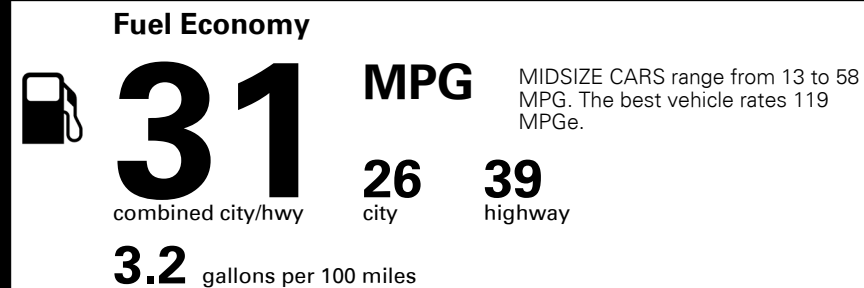 Fuel Economy
31
MPG
MIDSIZE CARS range from 13 to 58
MPG. The best vehicle rates 119
MPGe.
combined city/hwy
26
city
39
highway
3.2 gallons per 100 miles